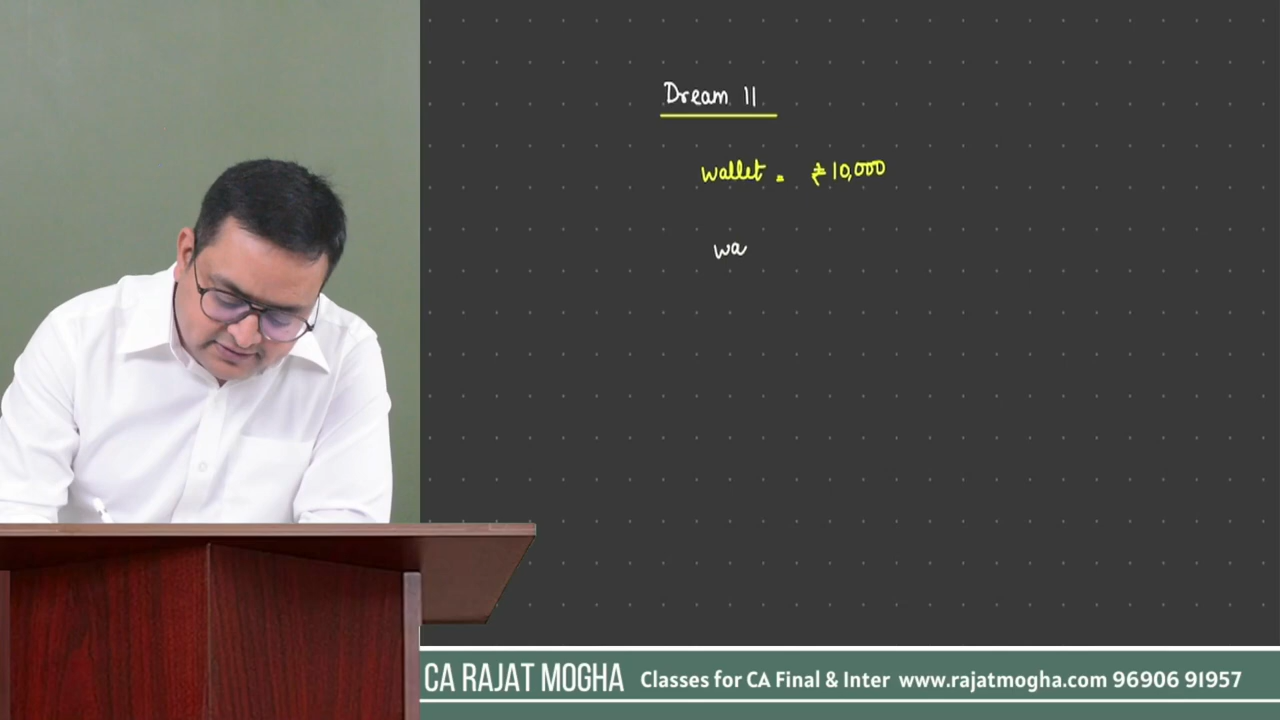 Dream 11
wallet = ₹10,000
wa
CA RAJAT MOGHA Classes for CA Final & Inter www.rajatmogha.com 96906 91957